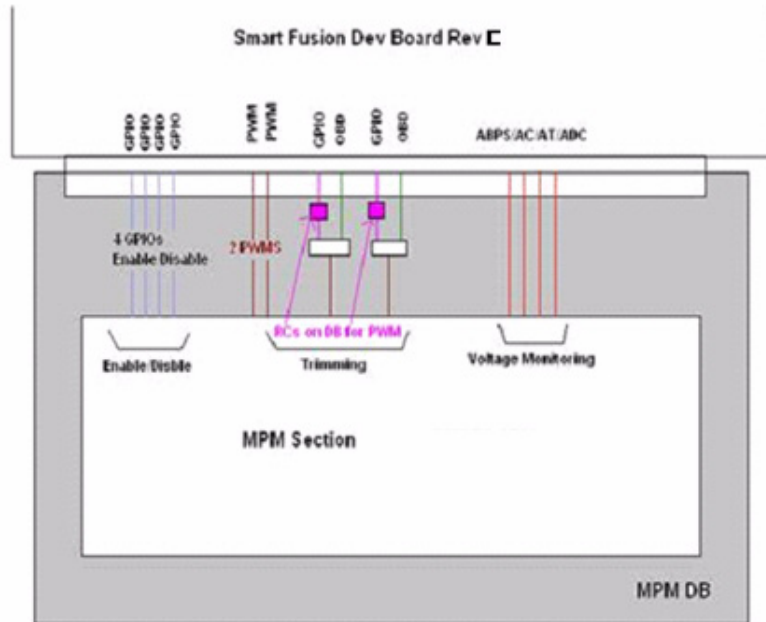 Smart Fusion Dev Board Rev C
GPIO
GPIO
GPIO
GPIO
PWM
PWM
GPIO
OBD
GPIO
OBD
ABPS/AC/AT/ADC
4 GPIOs
Enable Disable
2 PWMS
RCs on DB for PWM
Enable/Disble
Trimming
Voltage Monitoring
MPM Section
MPM DB